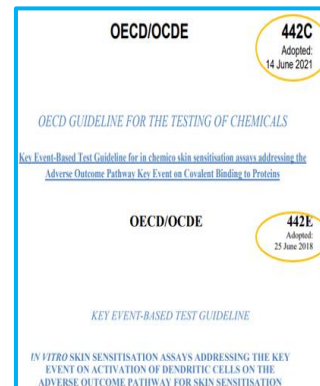 OECD/OCDE 442C
Adopted:
14 June 2021
OECD GUIDELINE FOR THE TESTING OF CHEMICALS
Key Event-Based Test Guideline for in chemico skin sensitisation assays addressing the
Adverse Outcome Pathway Key Event on Covalent Binding to Proteins
OECD/OCDE 442E
Adopted:
25 June 2018
KEY EVENT-BASED TEST GUIDELINE
IN VITRO SKIN SENSITISATION ASSAYS ADDRESSING THE KEY
EVENT ON ACTIVATION OF DENDRITIC CELLS ON THE
ADVERSE OUTCOME PATHWAY FOR SKIN SENSITISATION